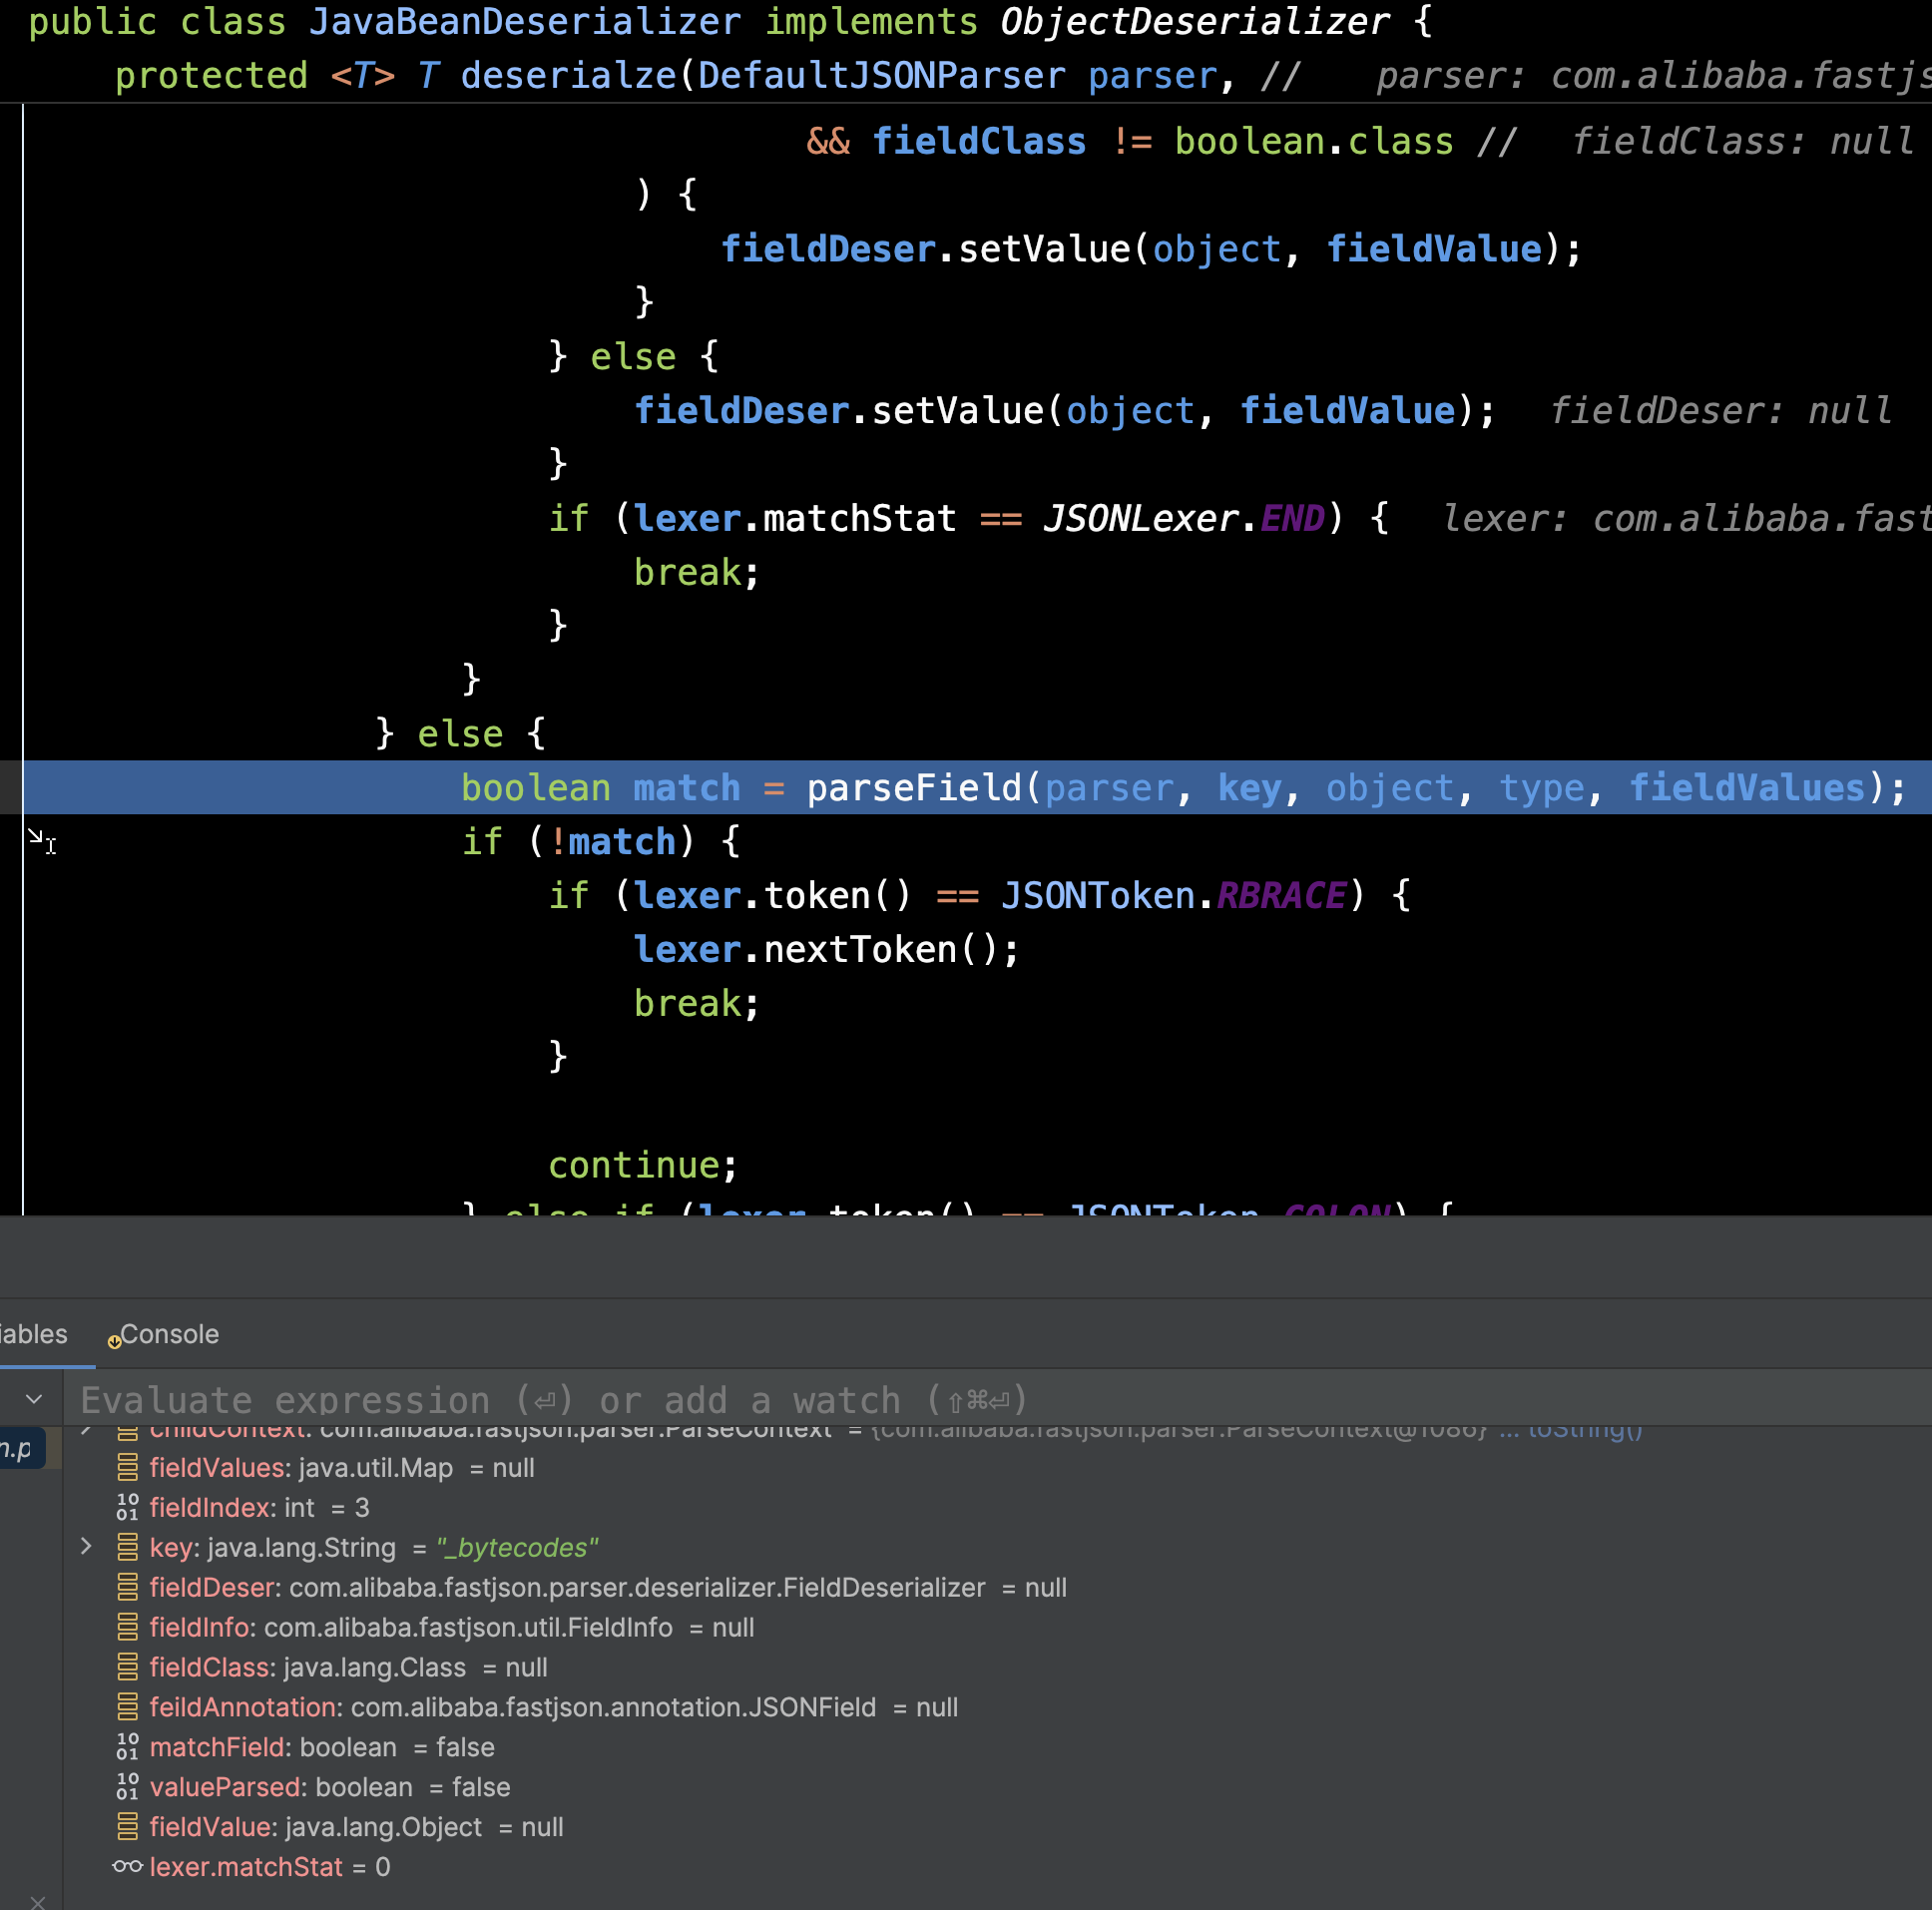 public class JavaBeanDeserializer implements ObjectDeserializer {
protected <T> T deserialze(DefaultJSONParser parser, // parser: com.alibaba.fastjs
&& fieldClass != boolean.class // fieldClass: null
) {
fieldDeser.setValue(object, fieldValue);
}
} else {
fieldDeser.setValue(object, fieldValue); fieldDeser: null
}
if (lexer.matchStat == JSONLexer.END) { lexer: com.alibaba.fast
break;
}
}
} else {
boolean match = parseField(parser, key, object, type, fieldValues);
if (!match) {
if (lexer.token() == JSONToken.RBRACE) {
lexer.nextToken();
break;
}
continue;
} else if (lexer.token() == JSONToken.COLON) {
iables Console
Evaluate expression (⏎) or add a watch (⇧⌘⏎)
n.p
childContext: com.alibaba.fastjson.parser.ParseContext = {com.alibaba.fastjson.parser.ParseContext@1086} ... toString()
fieldValues: java.util.Map = null
fieldIndex: int = 3
key: java.lang.String = "_bytecodes"
fieldDeser: com.alibaba.fastjson.parser.deserializer.FieldDeserializer = null
fieldInfo: com.alibaba.fastjson.util.FieldInfo = null
fieldClass: java.lang.Class = null
feildAnnotation: com.alibaba.fastjson.annotation.JSONField = null
matchField: boolean = false
valueParsed: boolean = false
fieldValue: java.lang.Object = null
lexer.matchStat = 0